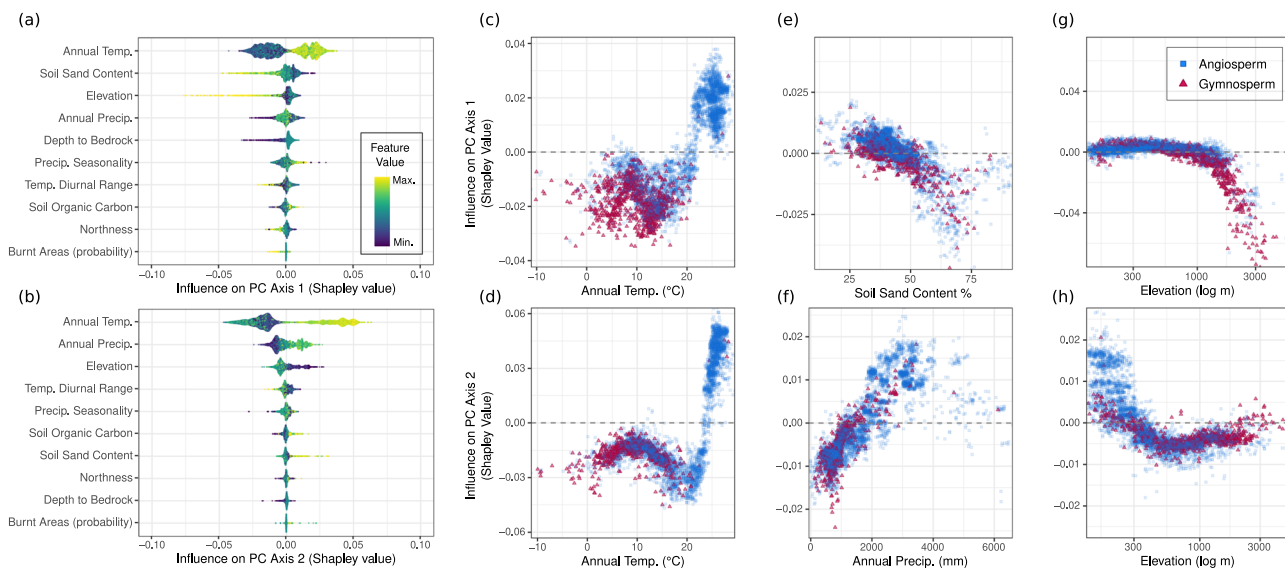 (a)
Annual Temp.
Soil Sand Content
Elevation
Annual Precip.
Depth to Bedrock
Precip. Seasonality
Temp. Diurnal Range
Soil Organic Carbon
Northness
Burnt Areas (probability)
Feature
Value
Max.
Min.
−0.10 −0.05 0.00 0.05 0.10
Influence on PC Axis 1 (Shapley value)
(b)
Annual Temp.
Annual Precip.
Elevation
Temp. Diurnal Range
Precip. Seasonality
Soil Organic Carbon
Soil Sand Content
Northness
Depth to Bedrock
Burnt Areas (probability)
−0.10 −0.05 0.00 0.05 0.10
Influence on PC Axis 2 (Shapley value)
(c)
Influence on PC Axis 1
(Shapley Value)
0.04
0.02
0.00
−0.02
−0.04
−10 0 10 20
Annual Temp. (°C)
(d)
Influence on PC Axis 2
(Shapley Value)
0.06
0.03
0.00
−0.03
−0.06
−10 0 10 20
Annual Temp. (°C)
(e)
0.025
0.000
−0.025
25 50 75
Soil Sand Content %
(f)
0.02
0.01
0.00
−0.01
−0.02
0 2000 4000 6000
Annual Precip. (mm)
(g)
Angiosperm
Gymnosperm
0.04
0.00
−0.04
300 1000 3000
Elevation (log m)
(h)
0.02
0.01
0.00
−0.01
−0.02
300 1000 3000
Elevation (log m)